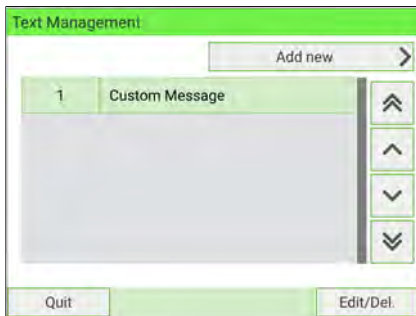 Text Management
Add new
1 Custom Message
Quit Edit/Del.